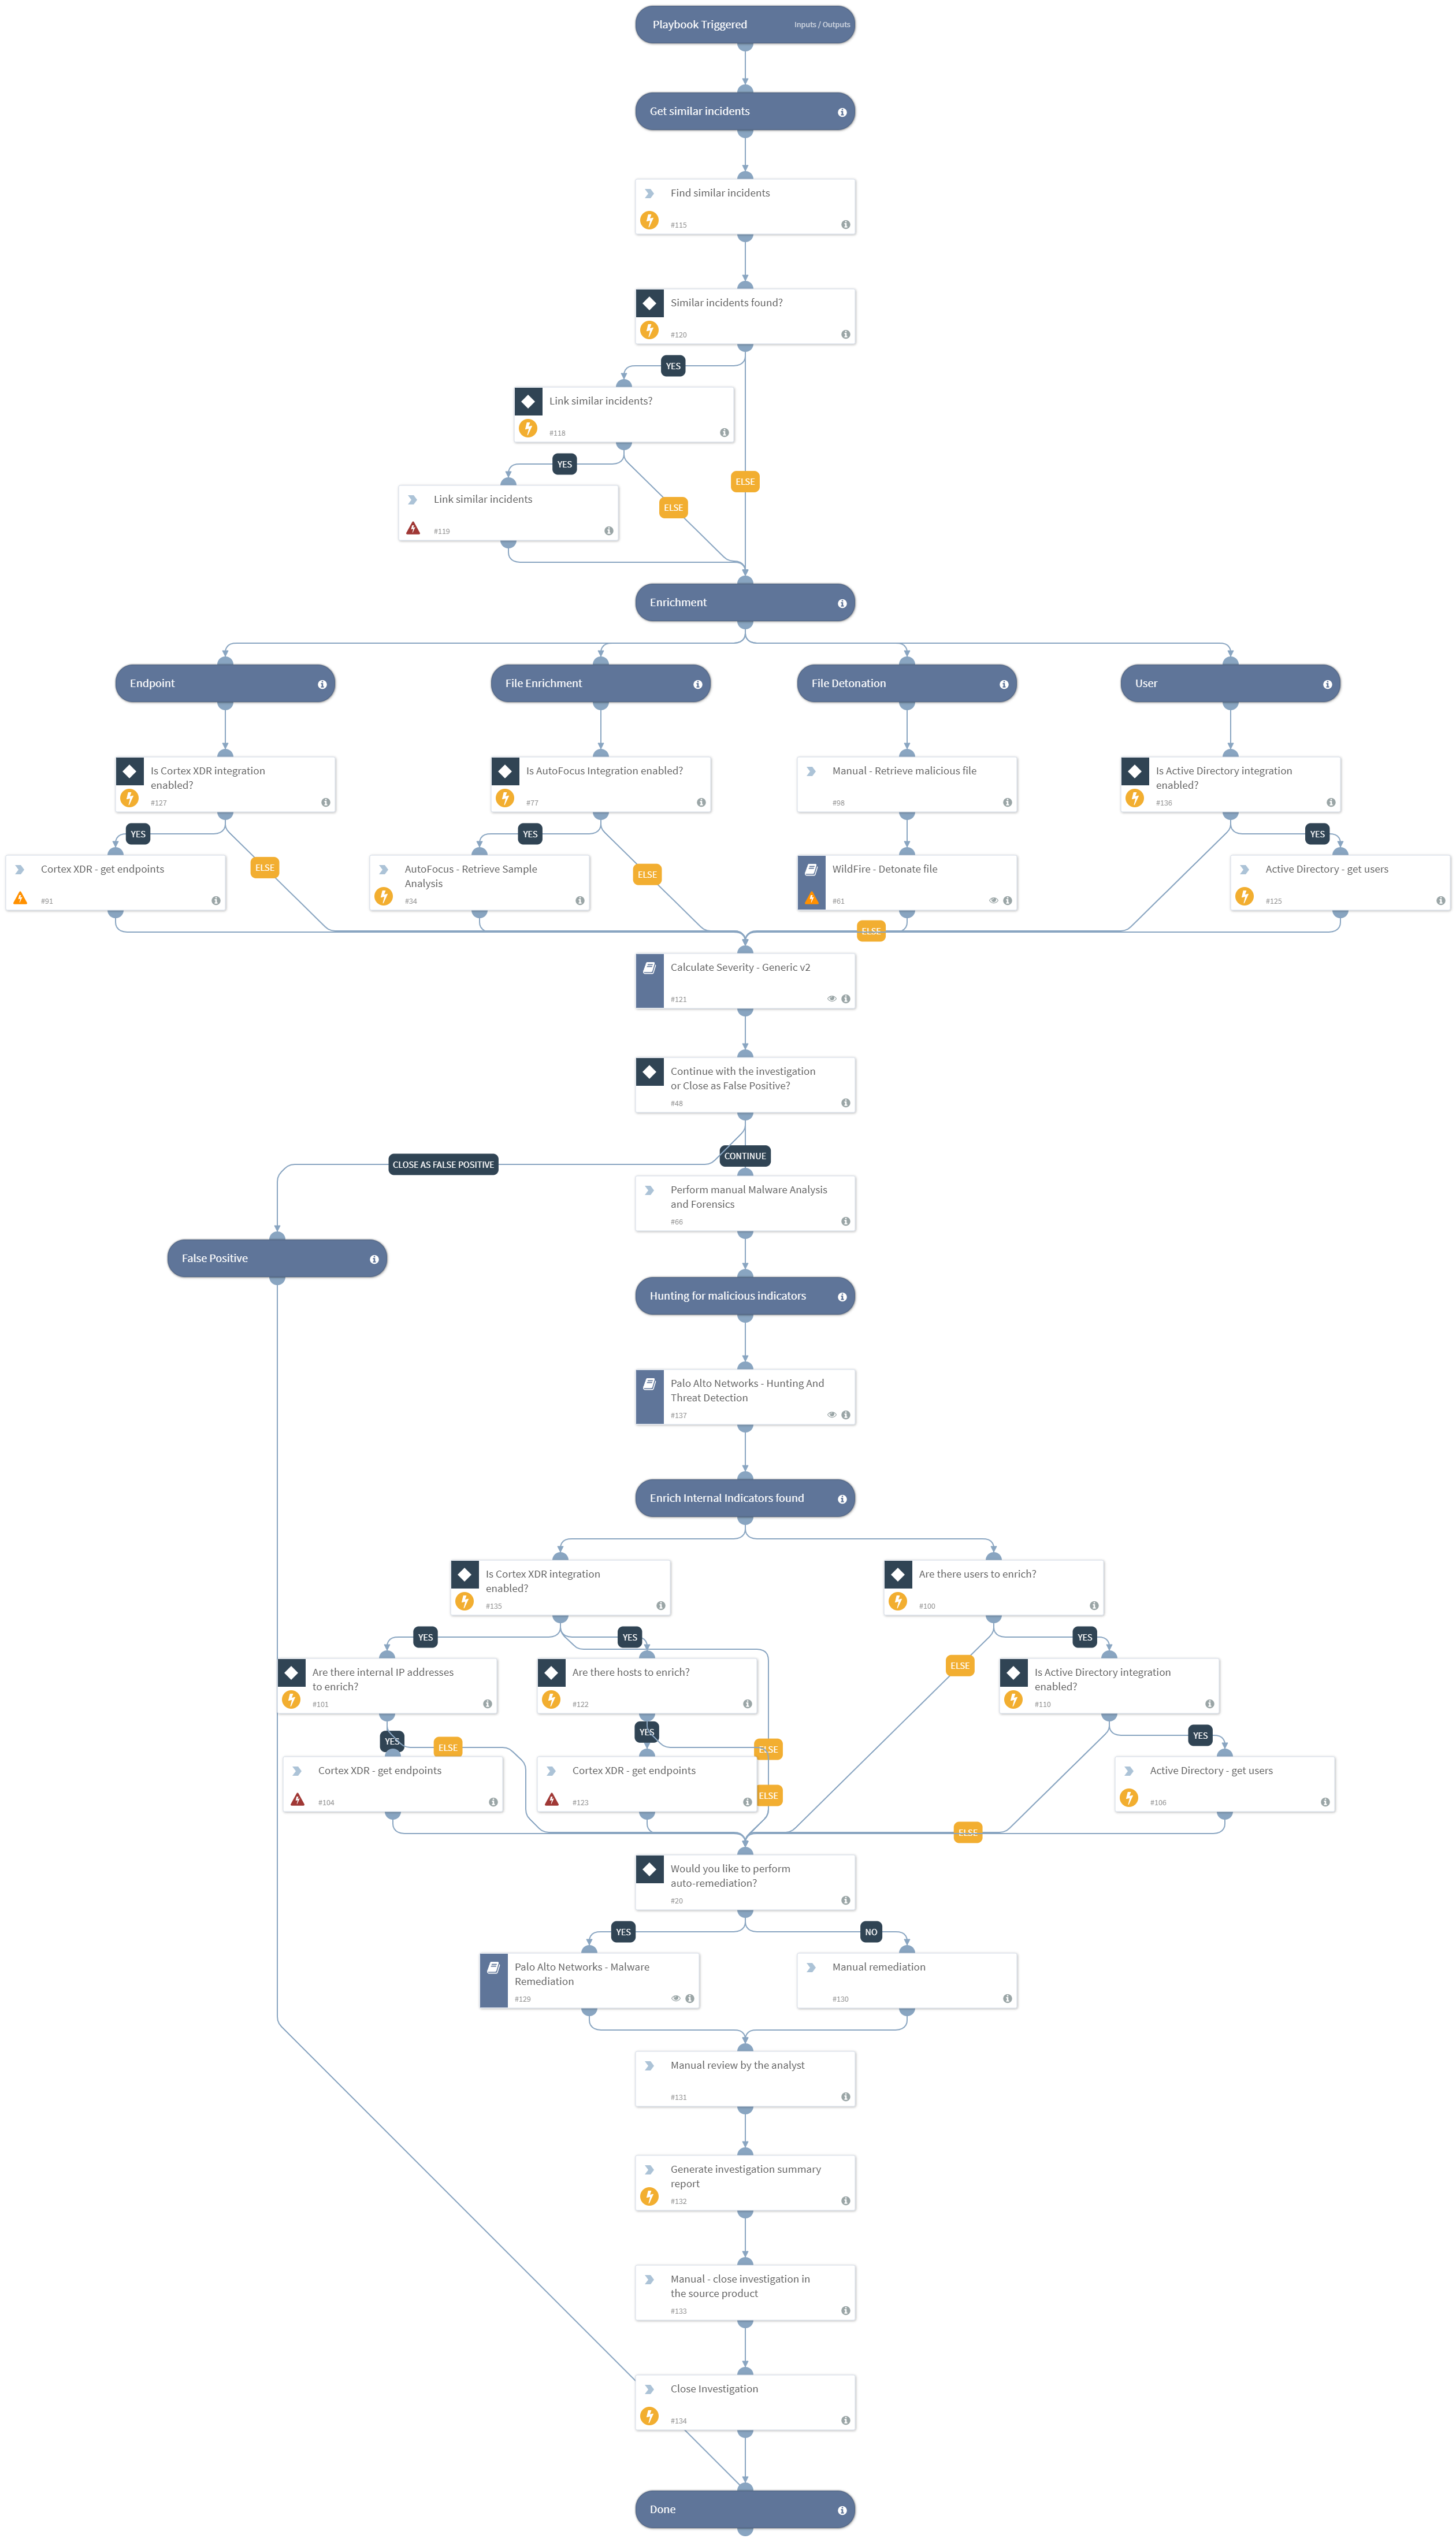 Playbook Triggered
Inputs / Outputs
Get similar incidents
Find similar incidents
#115
Similar incidents found?
#120
YES
Link similar incidents?
#118
YES
ELSE
Link similar incidents
ELSE
#119
Enrichment
Endpoint
File Enrichment
File Detonation
User
Is Cortex XDR integration
enabled?
#127
Is AutoFocus Integration enabled?
#77
Manual - Retrieve malicious file
#98
Is Active Directory integration
enabled?
#136
YES
YES
YES
Cortex XDR - get endpoints
#91
ELSE
AutoFocus - Retrieve Sample
Analysis
#34
ELSE
WildFire - Detonate file
#61
Active Directory - get users
#125
ELSE
Calculate Severity - Generic v2
#121
Continue with the investigation
or Close as False Positive?
#48
CONTINUE
CLOSE AS FALSE POSITIVE
Perform manual Malware Analysis
and Forensics
#66
False Positive
Hunting for malicious indicators
Palo Alto Networks - Hunting And
Threat Detection
#137
Enrich Internal Indicators found
Is Cortex XDR integration
enabled?
#135
Are there users to enrich?
#100
YES
YES
YES
ELSE
Are there internal IP addresses
to enrich?
#101
Are there hosts to enrich?
#122
Is Active Directory integration
enabled?
#110
YES
ELSE
YES
ELSE
YES
Cortex XDR - get endpoints
#104
Cortex XDR - get endpoints
#123
ELSE
Active Directory - get users
#106
ELSE
Would you like to perform
auto-remediation?
#20
YES
NO
Palo Alto Networks - Malware
Remediation
#129
Manual remediation
#130
Manual review by the analyst
#131
Generate investigation summary
report
#132
Manual - close investigation in
the source product
#133
Close Investigation
#134
Done